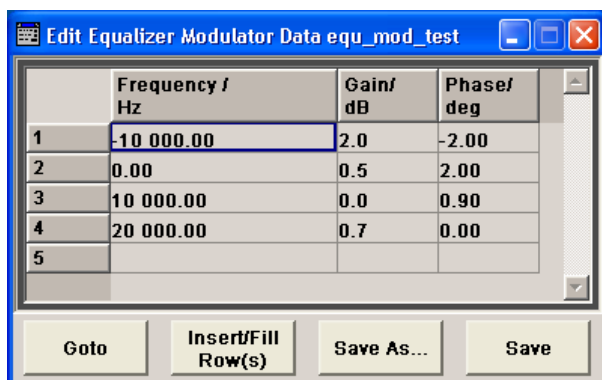 Edit Equalizer Modulator Data equ_mod_test
Frequency / Hz Gain/ dB Phase/ deg
1 -10 000.00 2.0 -2.00
2 0.00 0.5 2.00
3 10 000.00 0.0 0.90
4 20 000.00 0.7 0.00
5
Goto Insert/Fill Row(s) Save As... Save